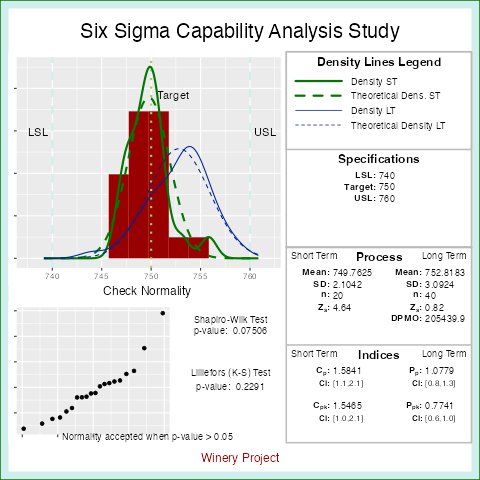 Six Sigma Capability Analysis Study
Target
LSL
USL
740
745
750
755
760
Density Lines Legend
Density ST
Theoretical Dens. ST
Density LT
Theoretical Density LT
Specifications
LSL: 740
Target: 750
USL: 760
Check Normality
Shapiro-Wilk Test
p-value: 0.07506
Lilliefors (K-S) Test
p-value: 0.2291
Normality accepted when p-value > 0.05
Short Term Process Long Term
Mean: 749.7625 Mean: 752.8183
SD: 2.1042 SD: 3.0924
n: 20 n: 40
Zs: 4.64 Zs: 0.82
DPMO: 205439.9
Short Term Indices Long Term
Cp: 1.5841 Pp: 1.0779
CI: [1.1,2.1] CI: [0.8,1.3]
Cpk: 1.5465 Ppk: 0.7741
CI: [1.0,2.1] CI: [0.6,1.0]
Winery Project